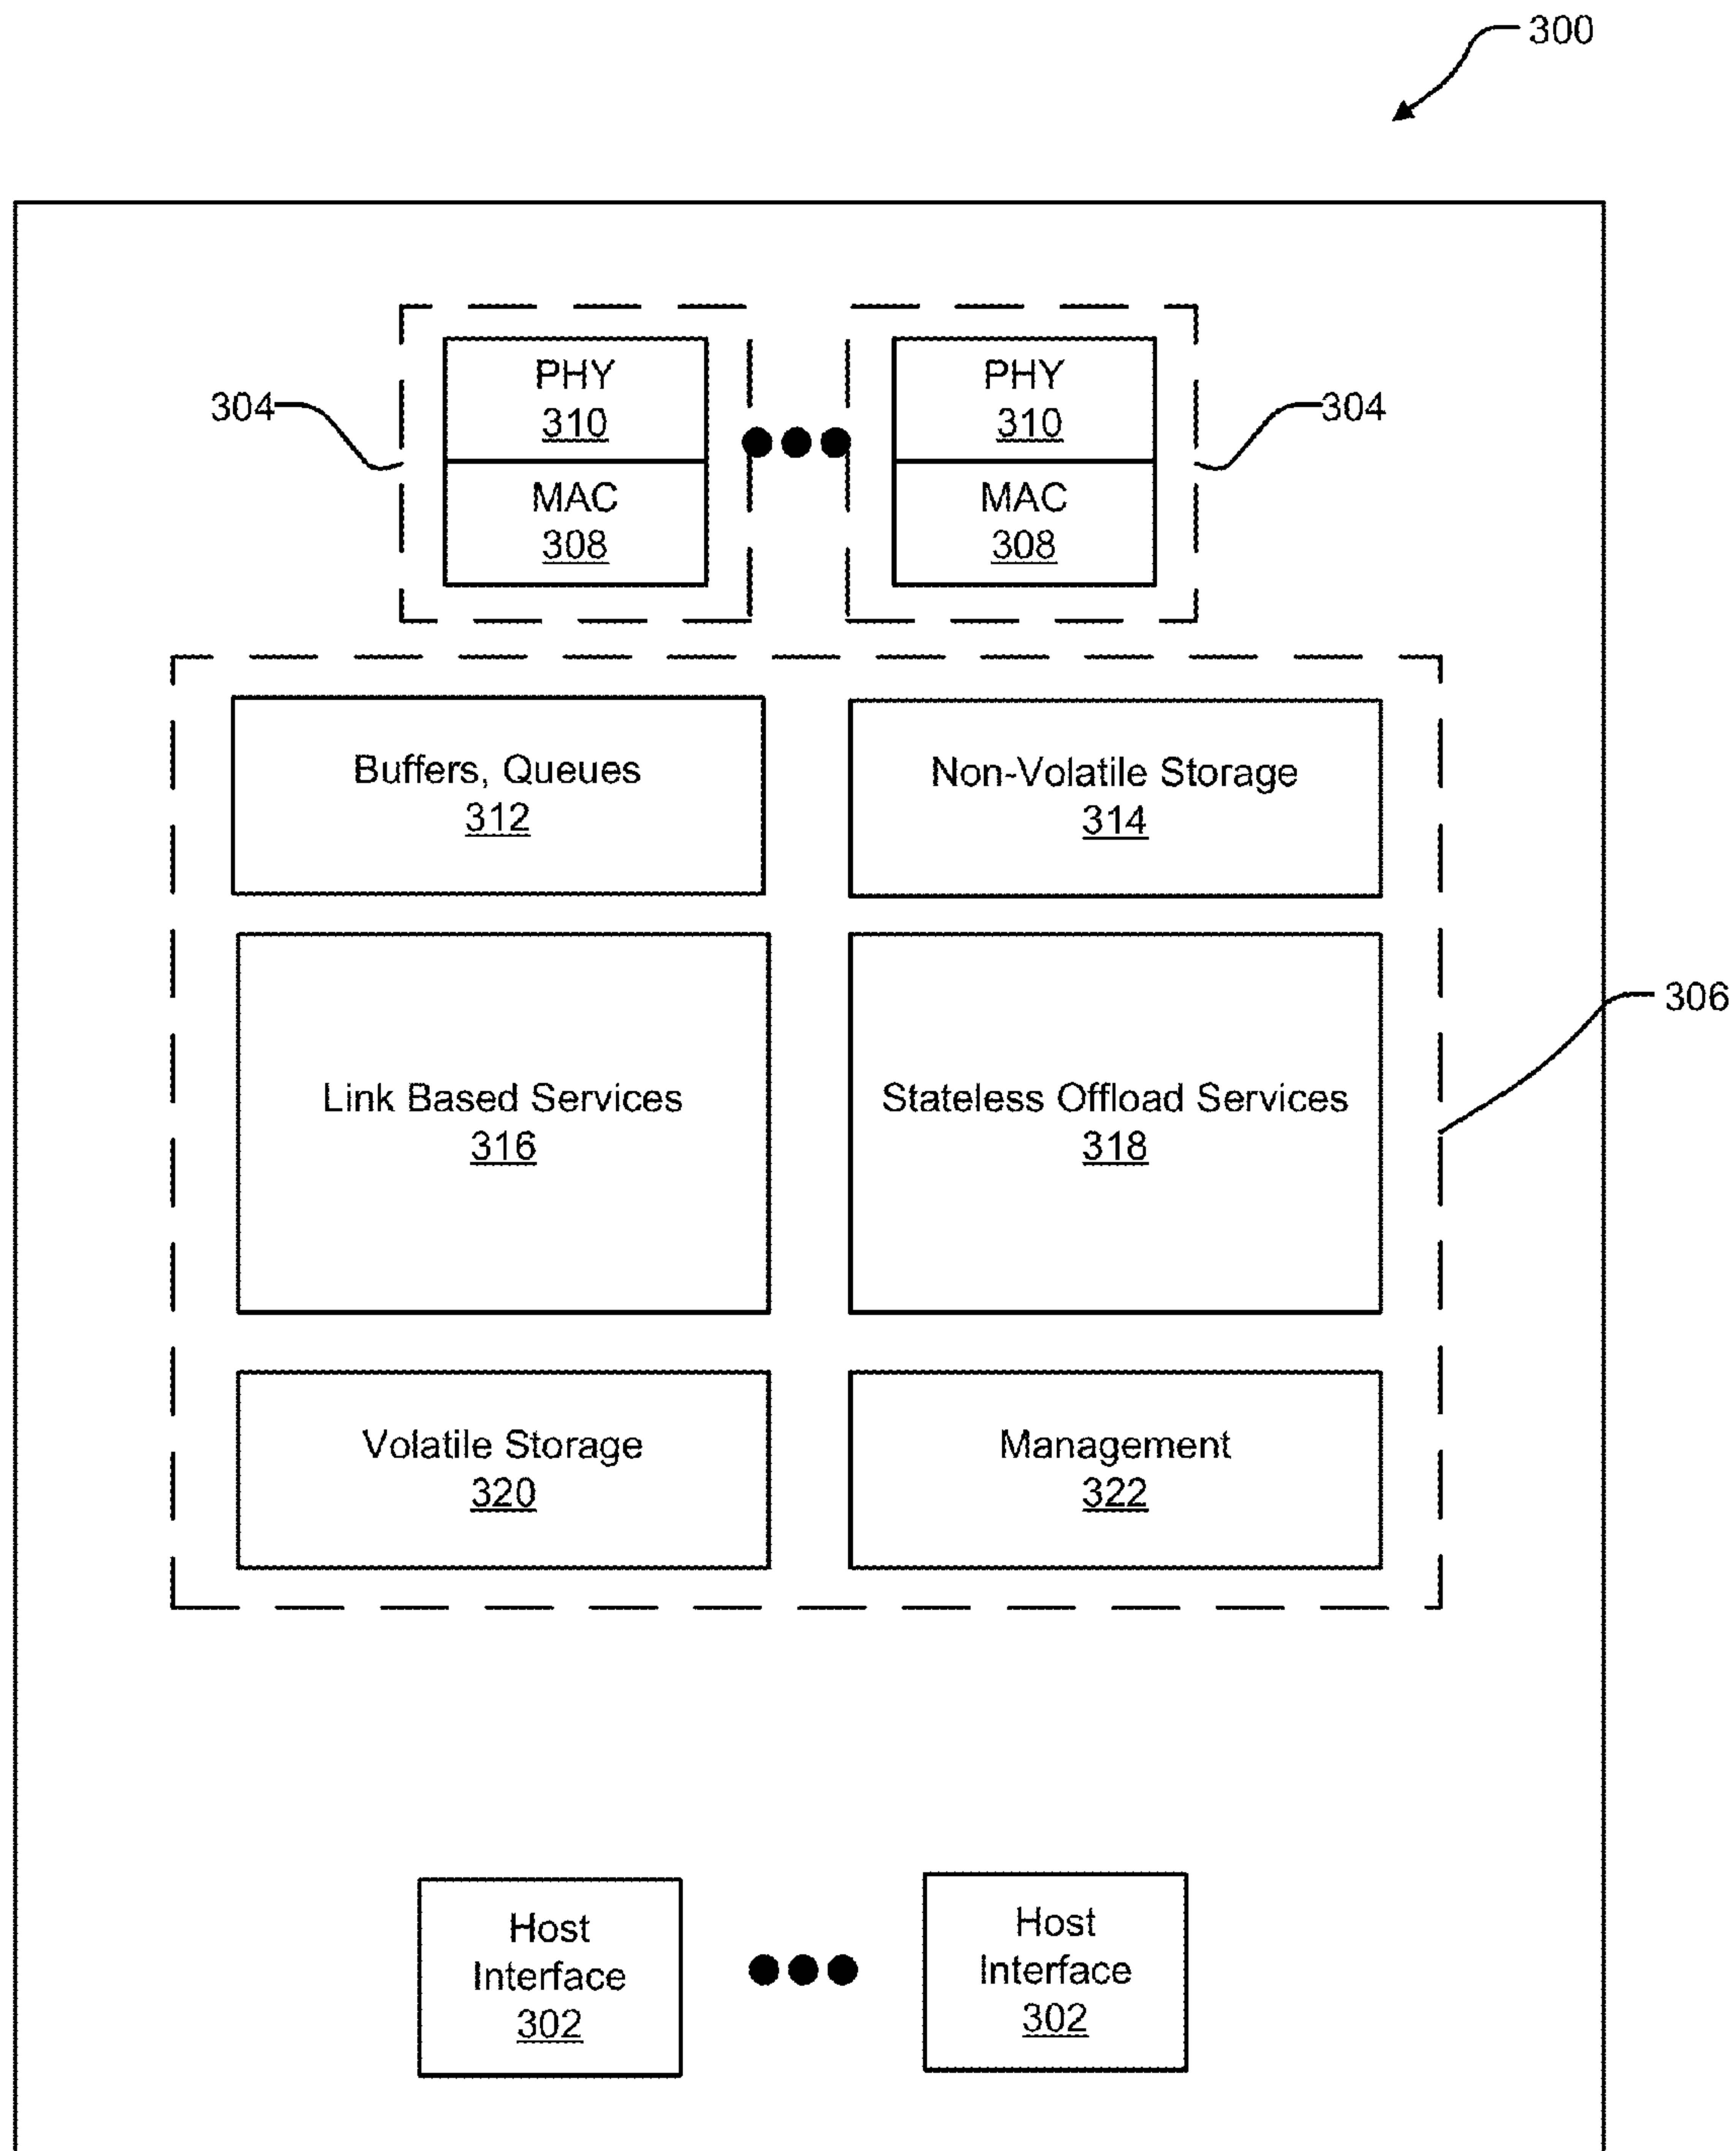 300
PHY
310
PHY
310
304
304
MAC
308
MAC
308
Buffers, Queues
312
Non-Volatile Storage
314
306
Link Based Services
316
Stateless Offload Services
318
Volatile Storage
320
Management
322
Host
Interface
302
Host
Interface
302